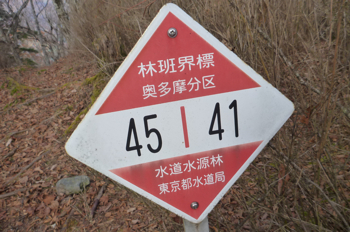 林班界標
奥多摩分区
45 | 41
水道水源林
東京都水道局